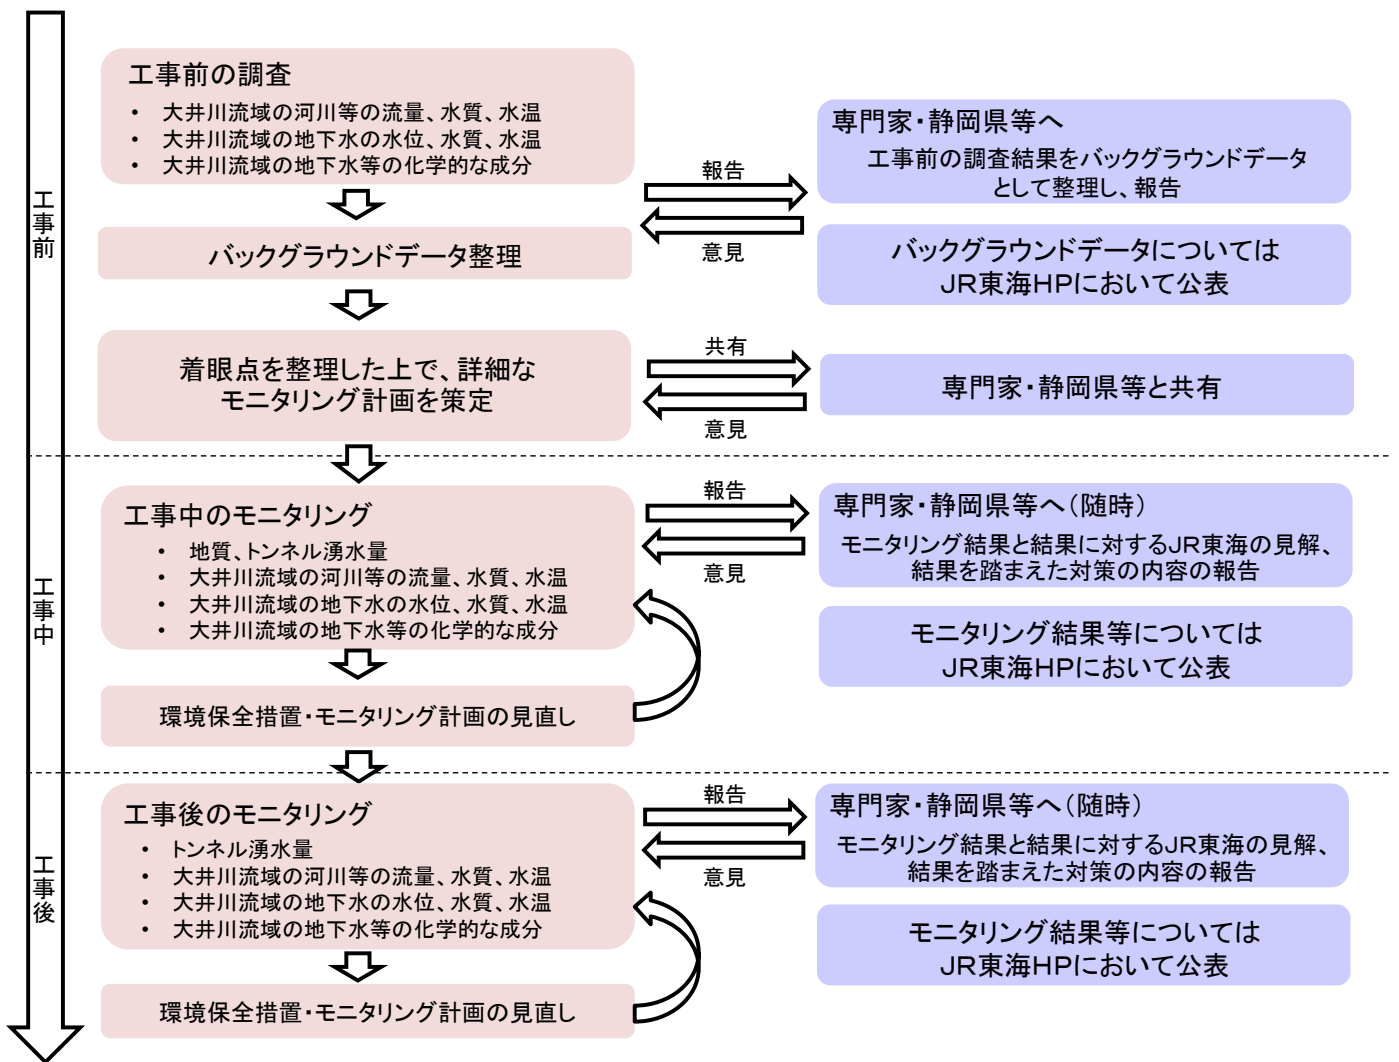 工事前
工事前の調査
• 大井川流域の河川等の流量、水質、水温
• 大井川流域の地下水の水位、水質、水温
• 大井川流域の地下水等の化学的な成分
報告
意見
専門家・静岡県等へ
工事前の調査結果をバックグラウンドデータ
として整理し、報告
バックグラウンドデータ整理
バックグラウンドデータについては
JR東海HPにおいて公表
着眼点を整理した上で、詳細な
モニタリング計画を策定
共有
意見
専門家・静岡県等と共有
工事中
工事中のモニタリング
• 地質、トンネル湧水量
• 大井川流域の河川等の流量、水質、水温
• 大井川流域の地下水の水位、水質、水温
• 大井川流域の地下水等の化学的な成分
報告
意見
専門家・静岡県等へ(随時)
モニタリング結果と結果に対するJR東海の見解、
結果を踏まえた対策の内容の報告
モニタリング結果等については
JR東海HPにおいて公表
環境保全措置・モニタリング計画の見直し
工事後
工事後のモニタリング
• トンネル湧水量
• 大井川流域の河川等の流量、水質、水温
• 大井川流域の地下水の水位、水質、水温
• 大井川流域の地下水等の化学的な成分
報告
意見
専門家・静岡県等へ(随時)
モニタリング結果と結果に対するJR東海の見解、
結果を踏まえた対策の内容の報告
モニタリング結果等については
JR東海HPにおいて公表
環境保全措置・モニタリング計画の見直し